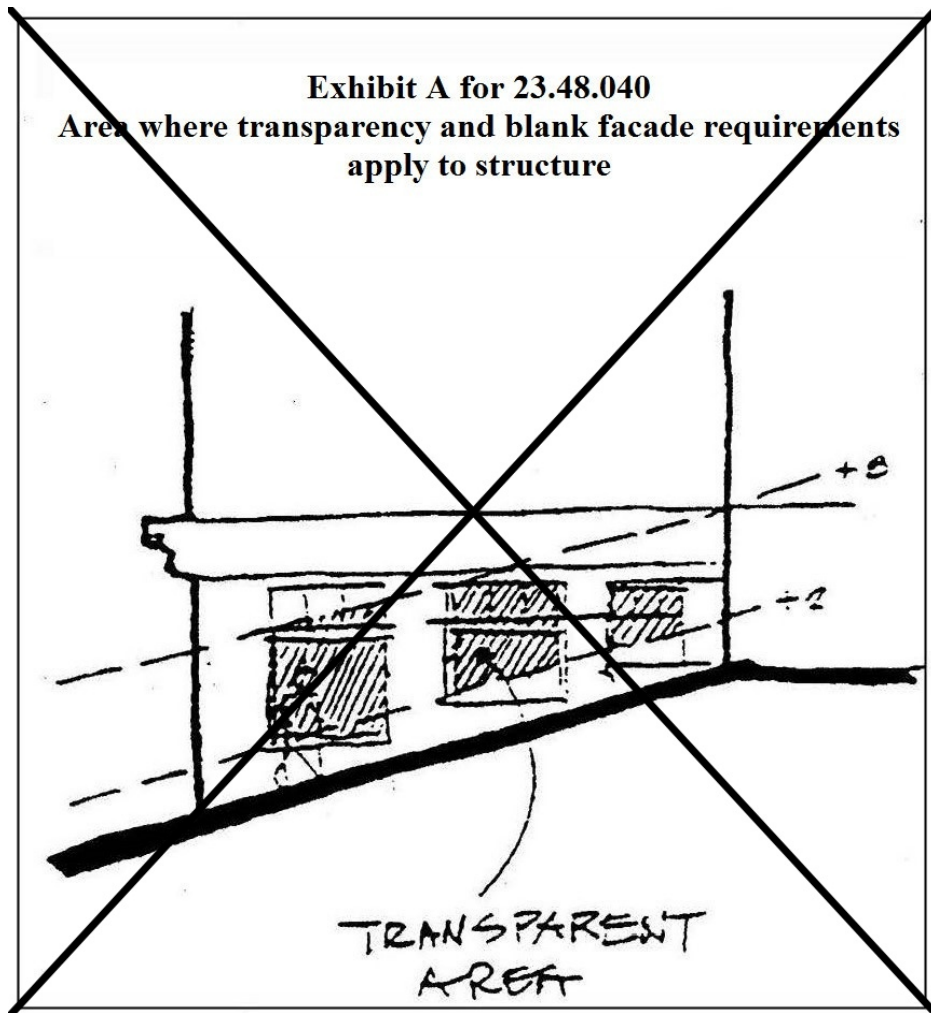 Exhibit A for 23.48.040
Area where transparency and blank facade requirements
apply to structure
+8
+2
TRANSPARENT
AREA